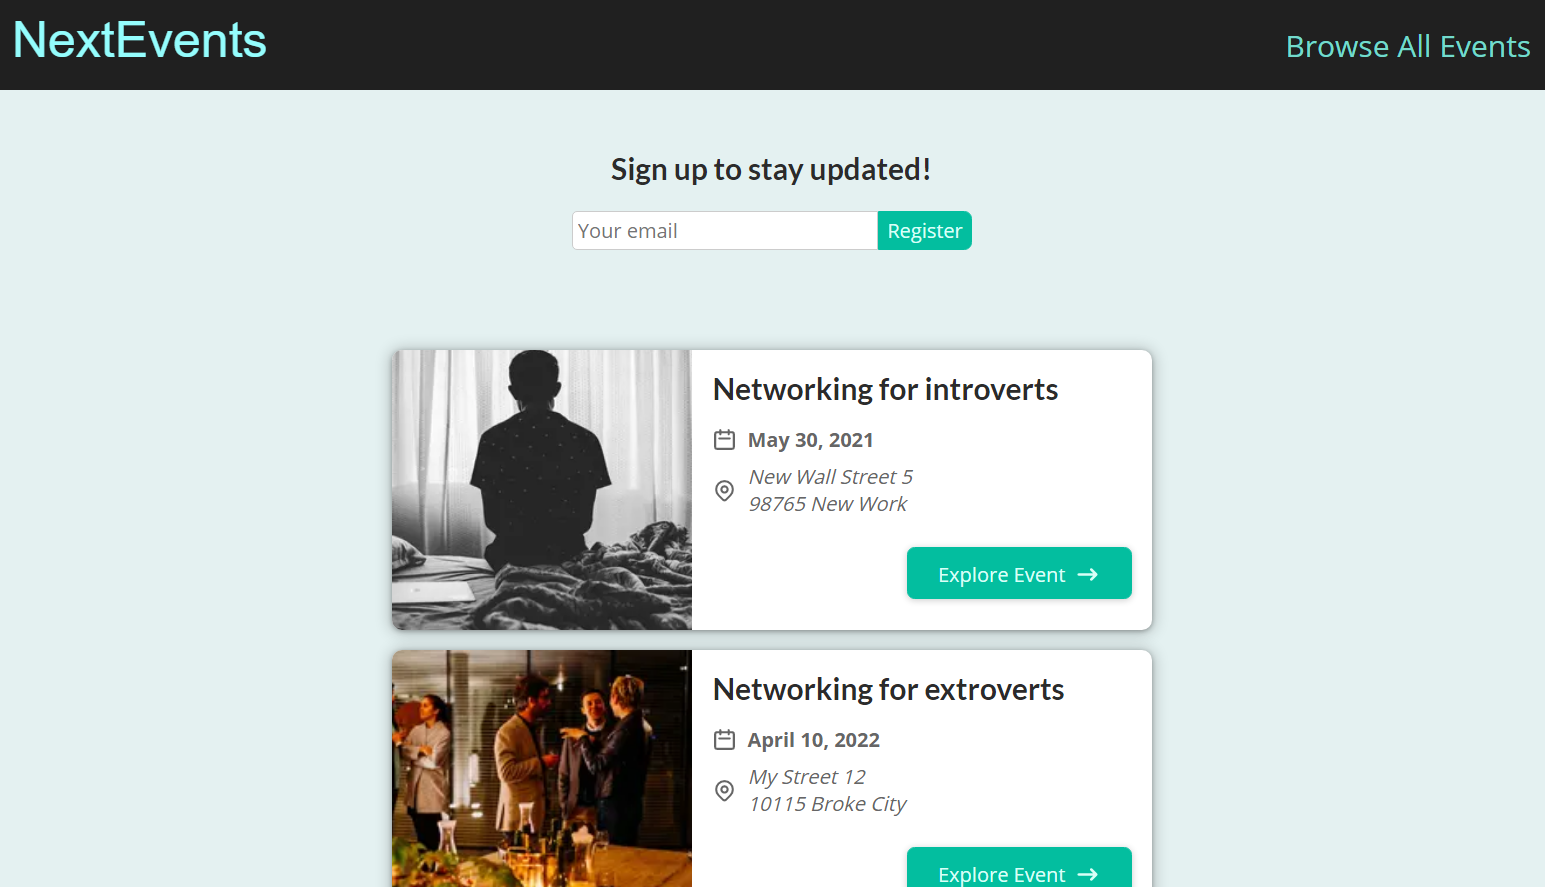 NextEvents
Browse All Events
Sign up to stay updated!
Your email
Register
Networking for introverts
May 30, 2021
New Wall Street 5
98765 New Work
Explore Event
Networking for extroverts
April 10, 2022
My Street 12
10115 Broke City
Explore Event